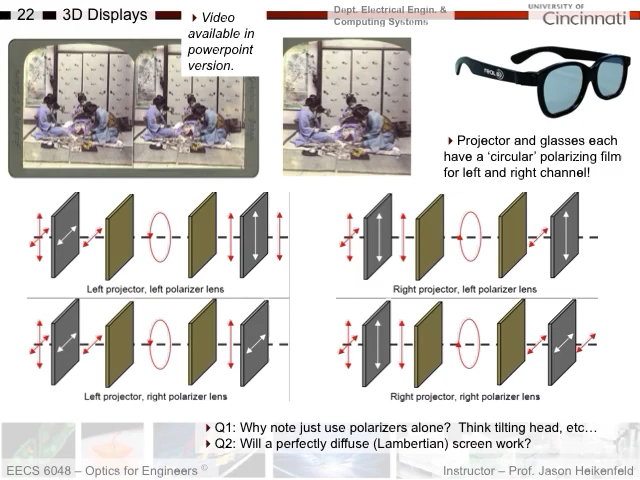 22
3D Displays
Dept. Electrical Engin. &
Computing Systems
UNIVERSITY OF
Cincinnati
Video
available in
powerpoint
version.
Projector and glasses each
have a ‘circular’ polarizing film
for left and right channel!
Left projector, left polarizer lens
Right projector, left polarizer lens
Left projector, right polarizer lens
Right projector, right polarizer lens
Q1: Why note just use polarizers alone? Think tilting head, etc…
Q2: Will a perfectly diffuse (Lambertian) screen work?
EECS 6048 – Optics for Engineers ©
Instructor – Prof. Jason Heikenfeld